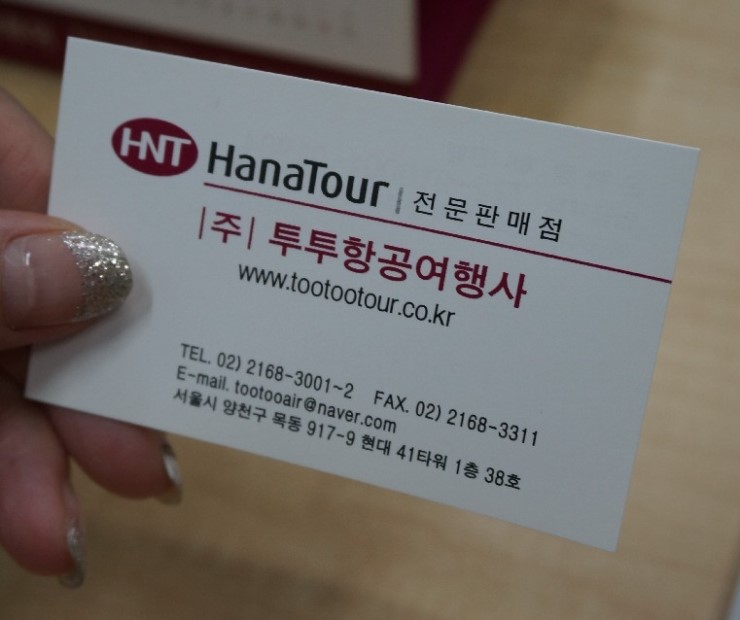 HNT HanaTour | 전문판매점
|주| 투투항공여행사
www.tootootour.co.kr
TEL. 02) 2168-3001~2 FAX. 02) 2168-3311
E-mail. tootooair@naver.com
서울시 양천구 목동 917-9 현대 41타워 1층 38호